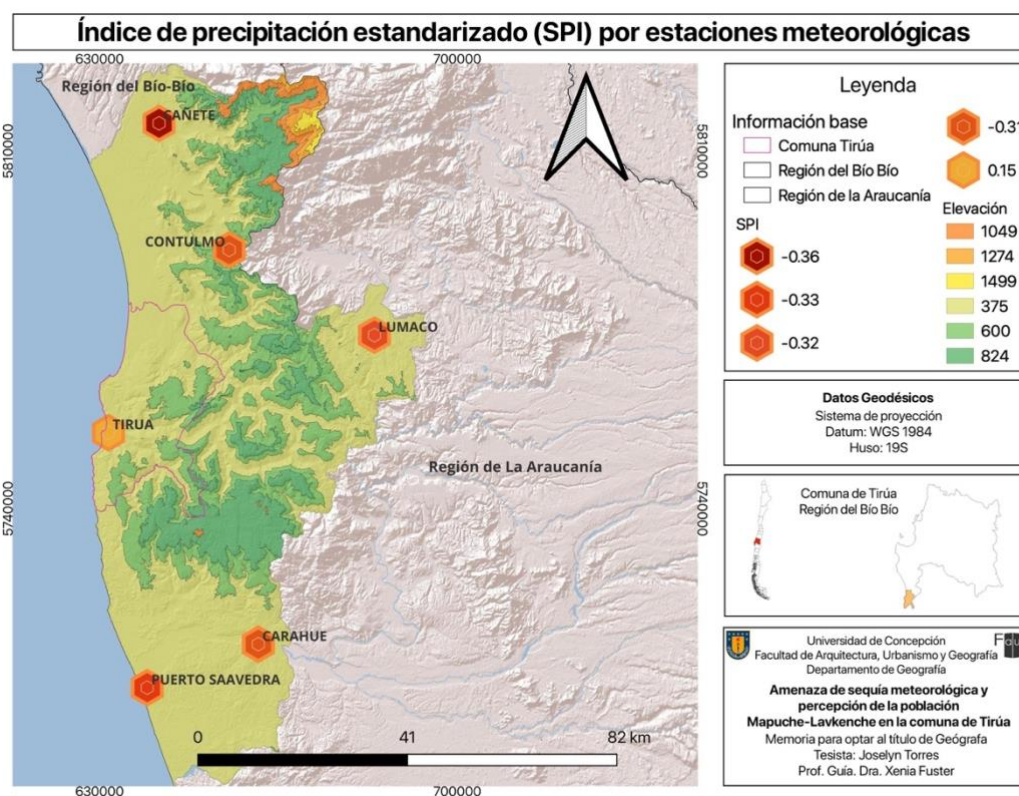 Índice de precipitación estandarizado (SPI) por estaciones meteorológicas
630000
700000
Región del Bío-Bío
SAÑETE
5810000
5810000
CONTULMO
LUMACO
TIRUA
Región de La Araucanía
5740000
5740000
CARAHUE
PUERTO SAAVEDRA
0
41
82 km
630000
700000
Leyenda
Información base
Comuna Tirúa
Región del Bío Bío
Región de la Araucanía
SPI
-0.36
-0.33
-0.32
-0.31
0.15
Elevación
1049
1274
1499
375
600
824
Datos Geodésicos
Sistema de proyección
Datum: WGS 1984
Huso: 19S
Comuna de Tirúa
Región del Bío Bío
Universidad de Concepción
Facultad de Arquitectura, Urbanismo y Geografía
Departamento de Geografía
Amenaza de sequía meteorológica y
percepción de la población
Mapuche-Lavkenche en la comuna de Tirúa
Memoria para optar al título de Geógrafa
Tesista: Joselyn Torres
Prof. Guía. Dra. Xenia Fuster